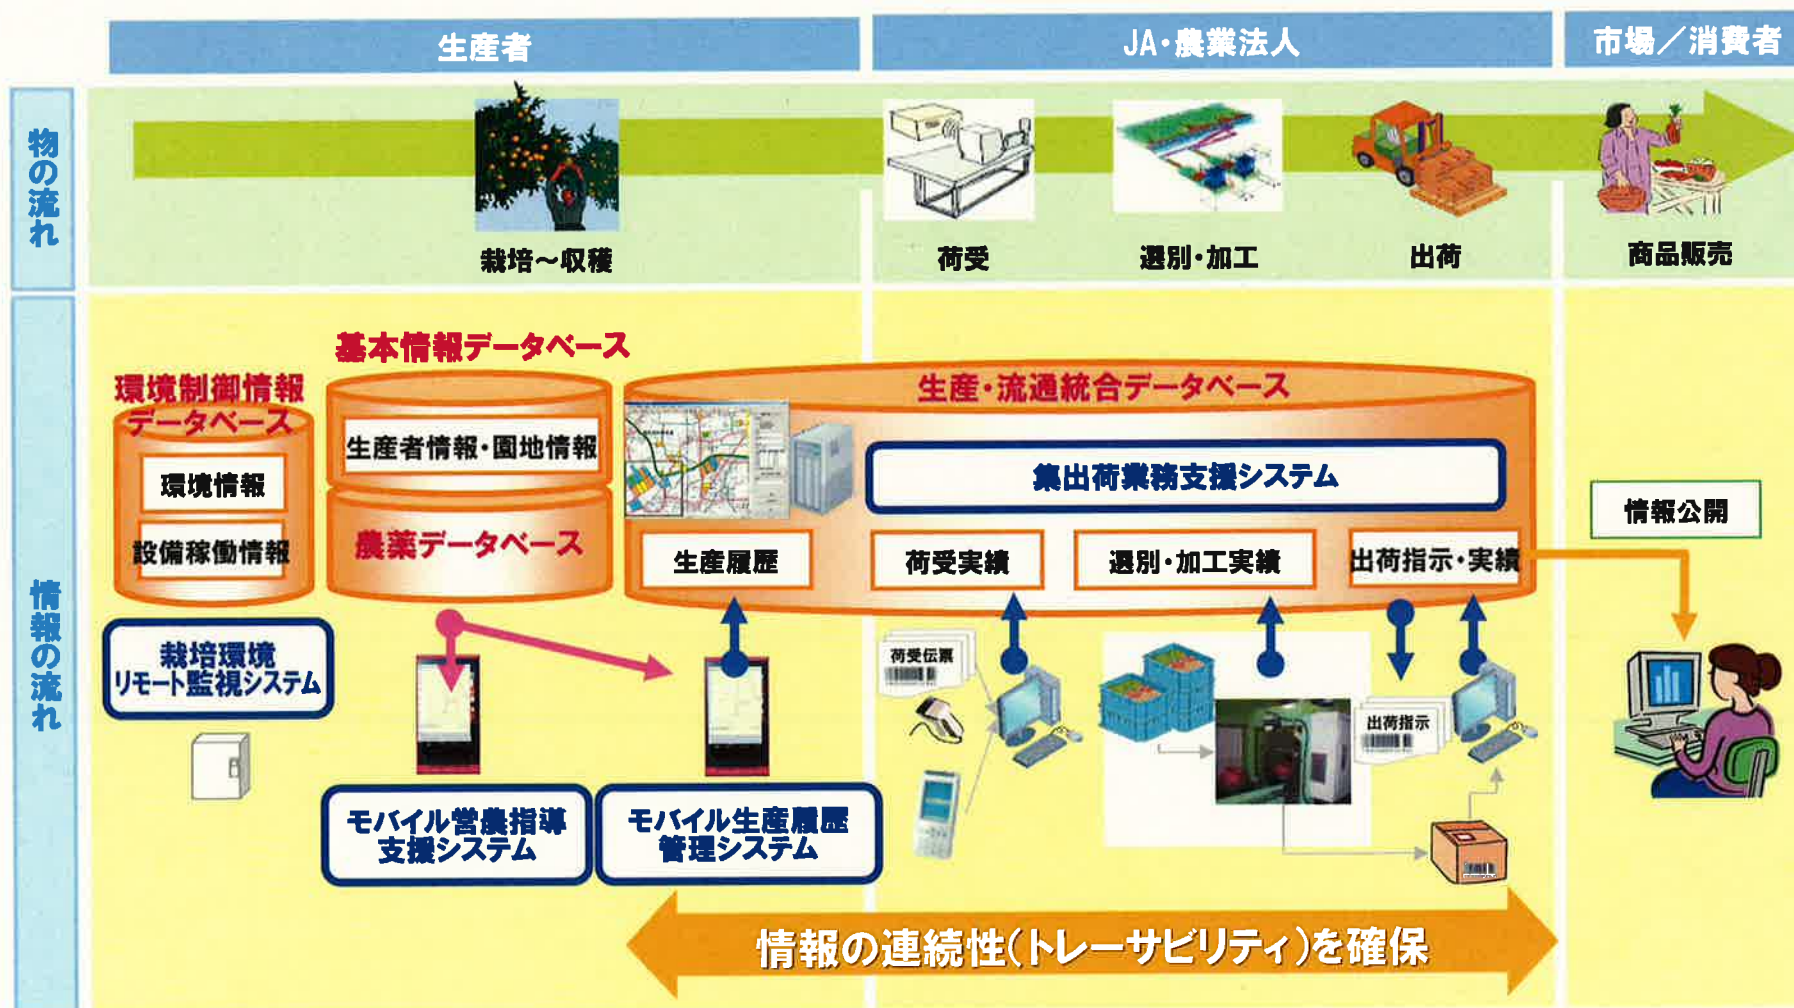 生産者
JA・農業法人
市場／消費者
物の流れ
栽培～収穫
荷受
選別・加工
出荷
商品販売
情報の流れ
環境制御情報
データベース
環境情報
設備稼働情報
基本情報データベース
生産者情報・園地情報
農薬データベース
生産・流通統合データベース
集出荷業務支援システム
生産履歴
荷受実績
選別・加工実績
出荷指示・実績
情報公開
栽培環境
リモート監視システム
モバイル営農指導
支援システム
モバイル生産履歴
管理システム
荷受伝票
出荷指示
情報の連続性(トレーサビリティ)を確保